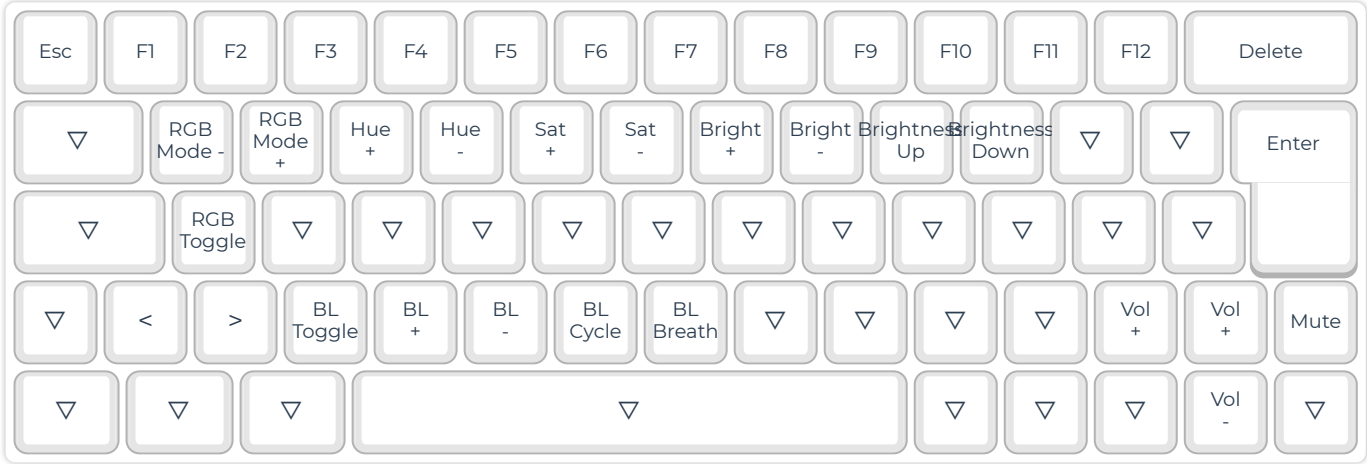 Esc F1 F2 F3 F4 F5 F6 F7 F8 F9 F10 F11 F12 Delete
▽ RGB Mode - RGB Mode + Hue + Hue - Sat + Sat - Bright + Bright - Brightness Up Brightness Down ▽ ▽ Enter
▽ RGB Toggle ▽ ▽ ▽ ▽ ▽ ▽ ▽ ▽ ▽ ▽ ▽
▽ < > BL Toggle BL + BL - BL Cycle BL Breath ▽ ▽ ▽ ▽ Vol + Vol + Mute
▽ ▽ ▽ ▽ ▽ ▽ ▽ Vol - ▽